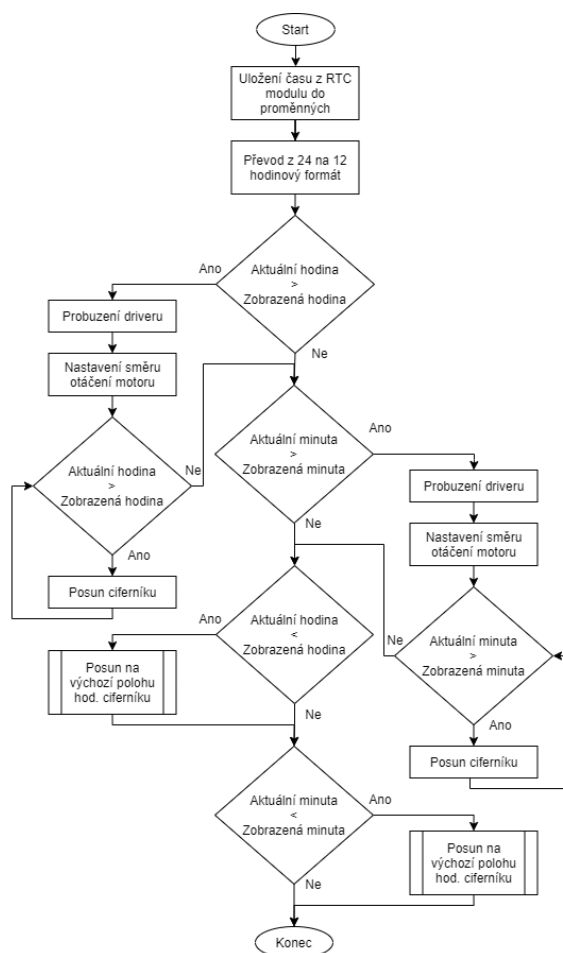 Start
Uložení času z RTC
modulu do
proměnných
Převod z 24 na 12
hodinový formát
Ano
Aktuální hodina
>
Zobrazená hodina
Ne
Probuzení driveru
Nastavení směru
otáčení motoru
Aktuální hodina
>
Zobrazená hodina
Ne
Ano
Posun ciferníku
Aktuální minuta
>
Zobrazená minuta
Ano
Ne
Probuzení driveru
Nastavení směru
otáčení motoru
Aktuální minuta
>
Zobrazená minuta
Ne
Ano
Posun ciferníku
Ano
Aktuální hodina
<
Zobrazená hodina
Ne
Posun na
výchozí polohu
hod. ciferníku
Aktuální minuta
<
Zobrazená minuta
Ano
Ne
Posun na
výchozí polohu
hod. ciferníku
Konec